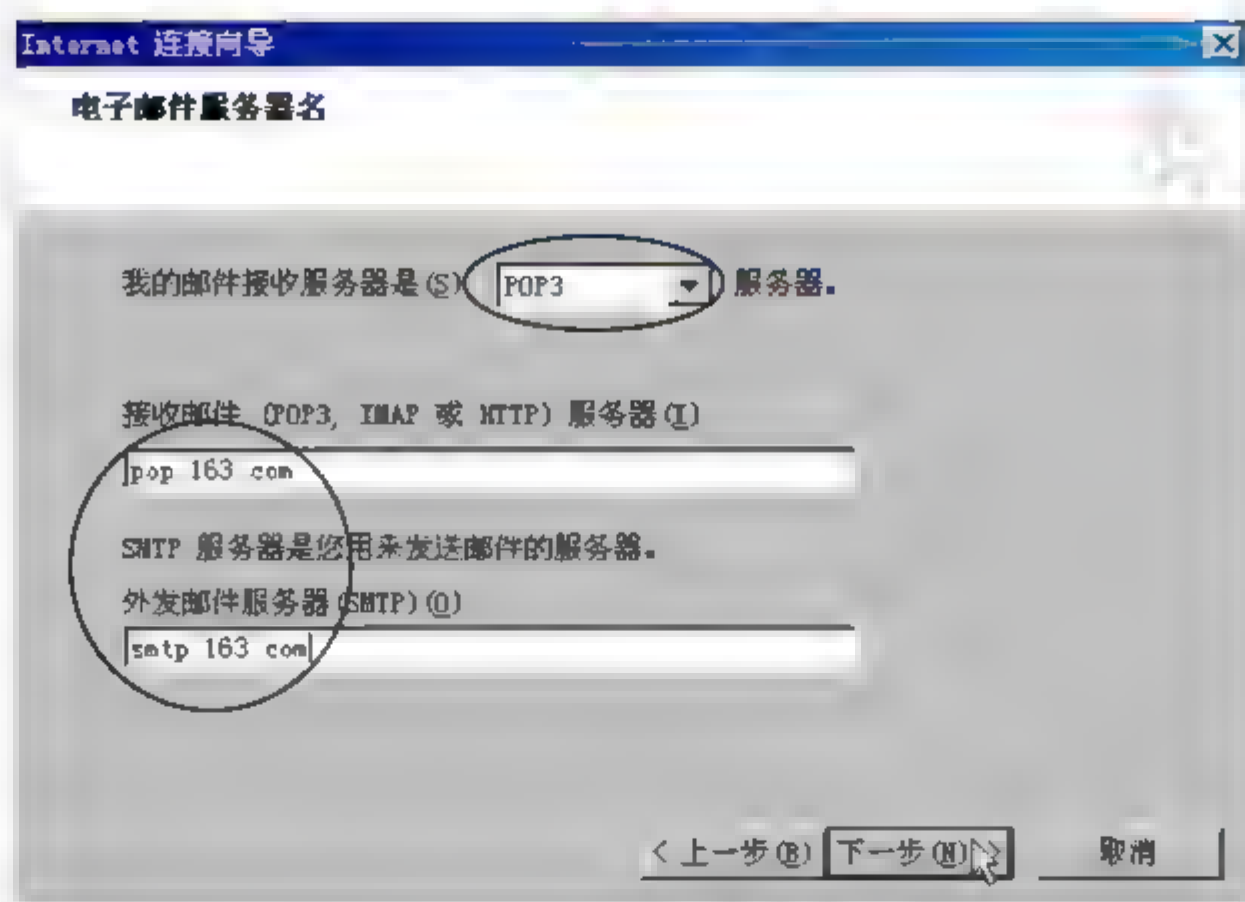 Internet 连接向导
电子邮件服务器名
我的邮件接收服务器是(S) POP3 服务器。
接收邮件 (POP3, IMAP 或 HTTP) 服务器(I)
pop 163 com
SMTP 服务器是您用来发送邮件的服务器。
外发邮件服务器(SMTP)(O)
smtp 163 com
< 上一步(B) 下一步(N) > 取消